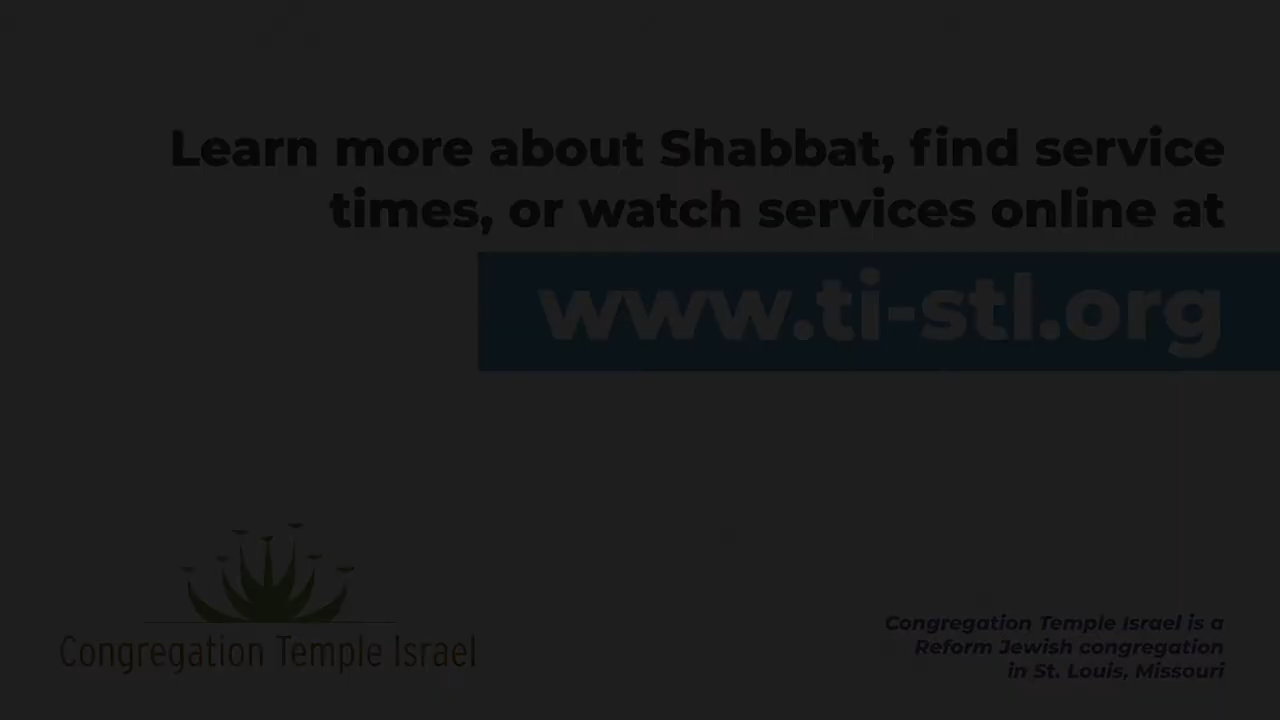 Learn more about Shabbat, find service
times, or watch services online at
www.ti-stl.org
Congregation Temple Israel
Congregation Temple Israel is a
Reform Jewish congregation
in St. Louis, Missouri